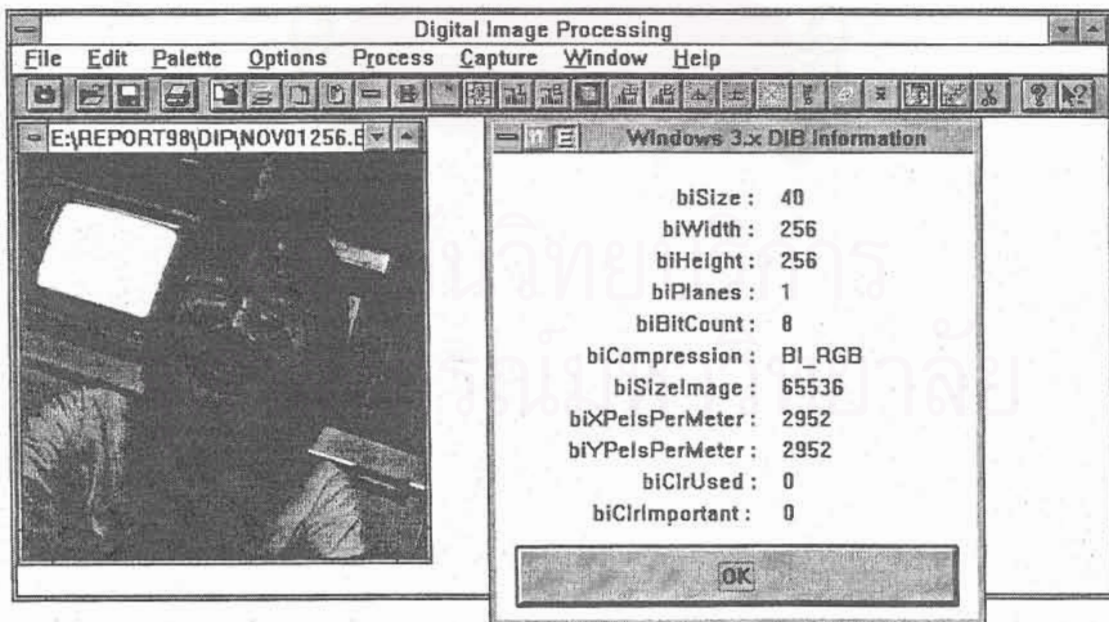 Digital Image Processing
File Edit Palette Options Process Capture Window Help
E:\REPORT98\DIP\NOV01256.B
Windows 3.x DIB Information
biSize : 40
biWidth : 256
biHeight : 256
biPlanes : 1
biBitCount : 8
biCompression : BI_RGB
biSizeImage : 65536
biXPelsPerMeter : 2952
biYPelsPerMeter : 2952
biClrUsed : 0
biClrImportant : 0
OK